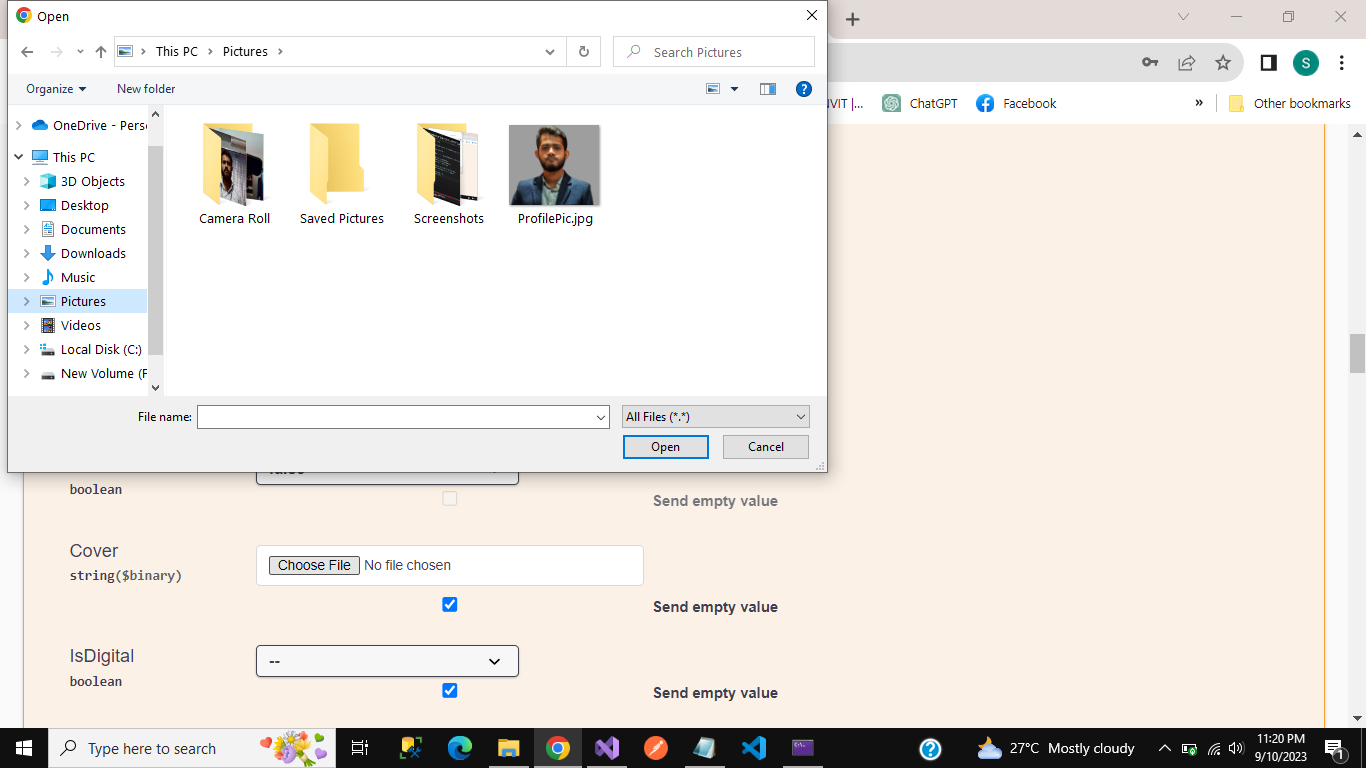 Open
This PC
Pictures
Search Pictures
Organize
New folder
OneDrive - Pers
This PC
3D Objects
Desktop
Documents
Downloads
Music
Pictures
Videos
Local Disk (C:)
New Volume (F
Camera Roll
Saved Pictures
Screenshots
ProfilePic.jpg
File name:
All Files (*.*)
Open
Cancel
S
NVIT |...
ChatGPT
Facebook
»
Other bookmarks
boolean
Send empty value
Cover
string($binary)
Choose File No file chosen
Send empty value
IsDigital
boolean
--
Send empty value
Type here to search
27°C Mostly cloudy
11:20 PM
9/10/2023
1